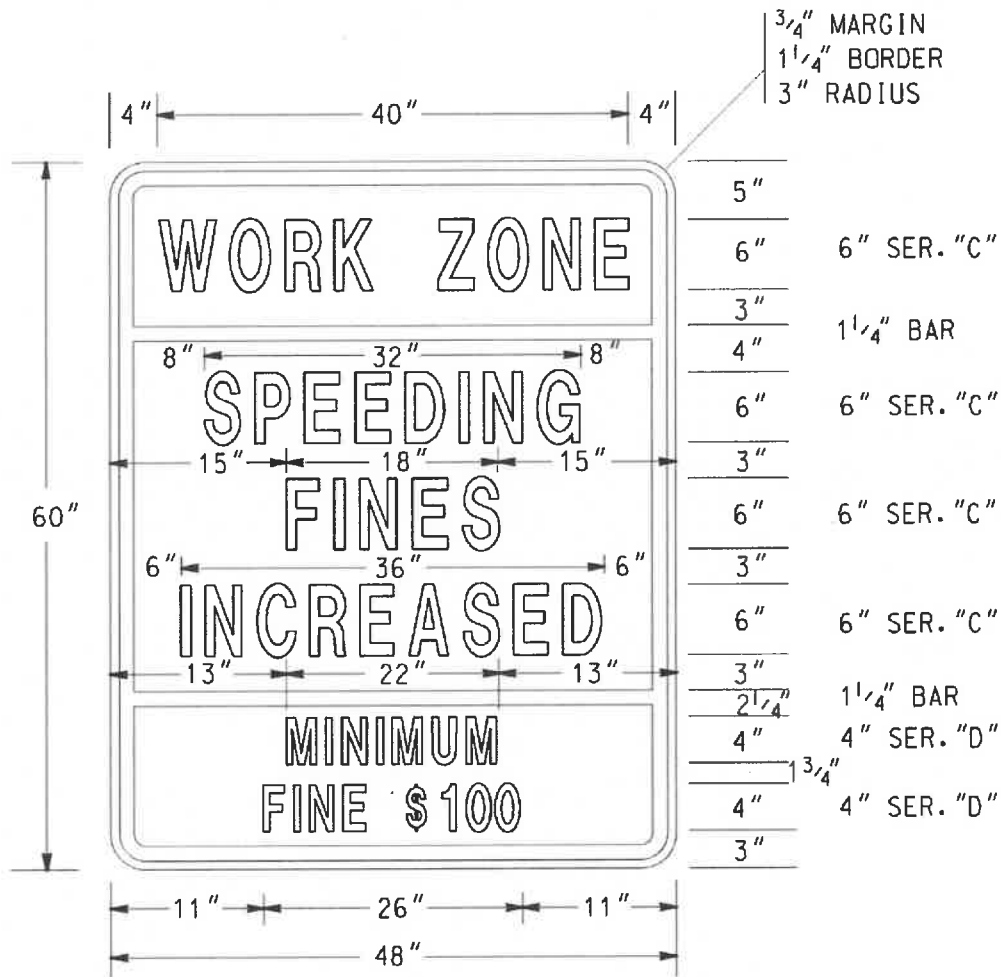 3/4" MARGIN
1 1/4" BORDER
3" RADIUS
4" 40" 4"
5"
WORK ZONE 6" 6" SER. "C"
3"
1 1/4" BAR
4"
8" 32" 8"
SPEEDING 6" 6" SER. "C"
15" 18" 15" 3"
60"
FINES 6" 6" SER. "C"
6" 36" 6" 3"
INCREASED 6" 6" SER. "C"
13" 22" 13" 3"
2 1/4" 1 1/4" BAR
MINIMUM 4" 4" SER. "D"
1 3/4"
FINE $100 4" 4" SER. "D"
3"
11" 26" 11"
48"